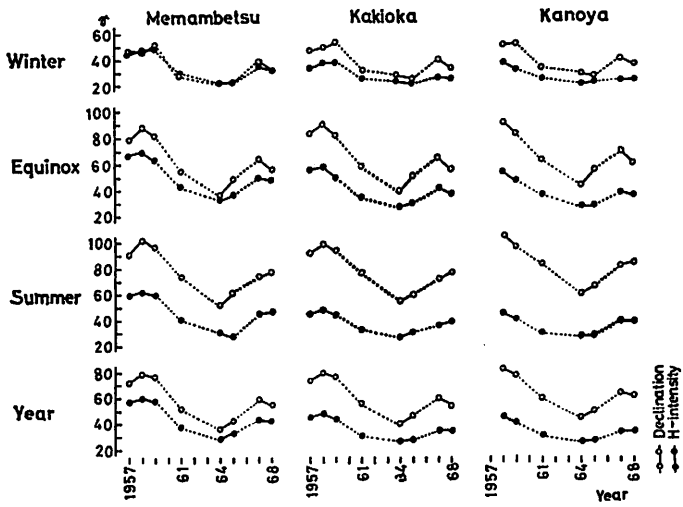 γ Memambetsu Kakioka Kanoya
Winter 60 40 20
Equinox 100 80 60 40 20
Summer 100 80 60 40 20
Year 80 60 40 20
1957 61 64 68 1957 61 64 68 1957 61 64 68
Year
Declination
H-intensity